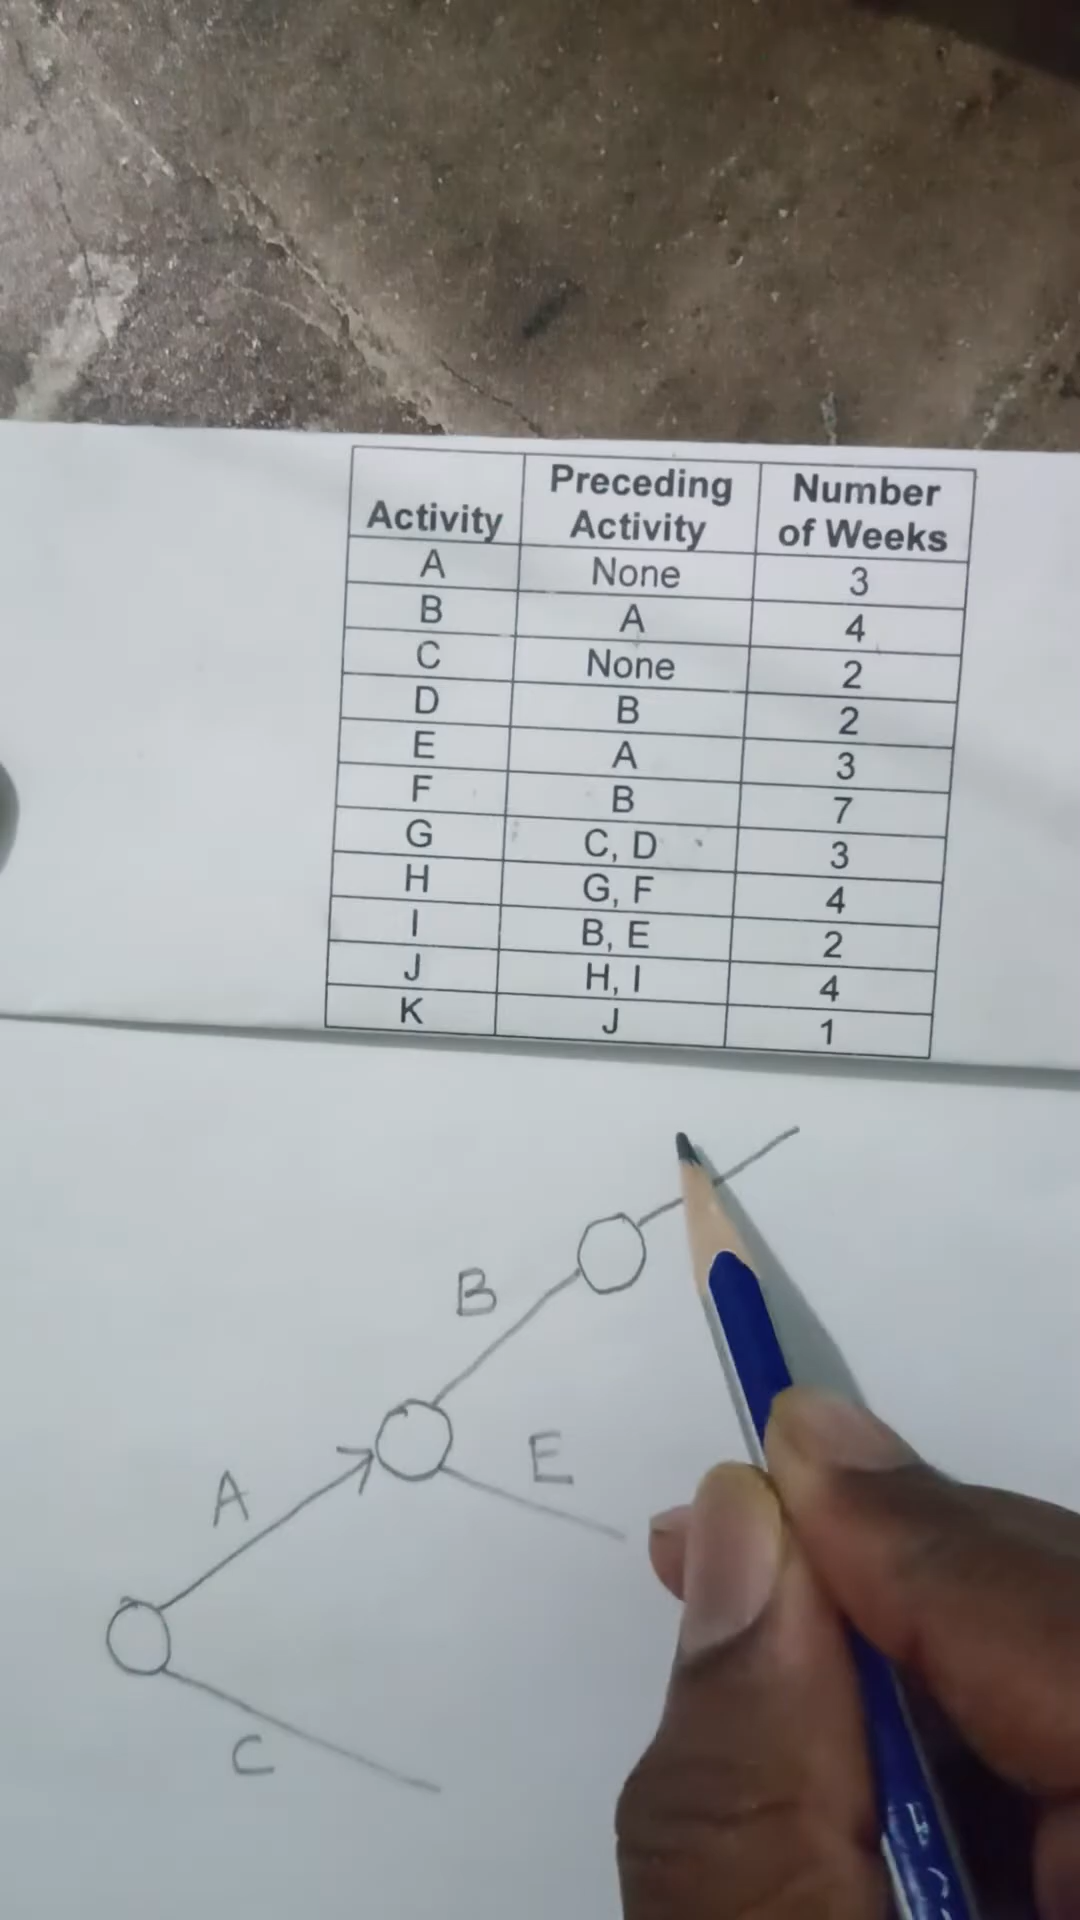 Activity Preceding Activity Number of Weeks
A None 3
B A 4
C None 2
D B 2
E A 3
F B 7
G C, D 3
H G, F 4
I B, E 2
J H, I 4
K J 1
B
E
A
C